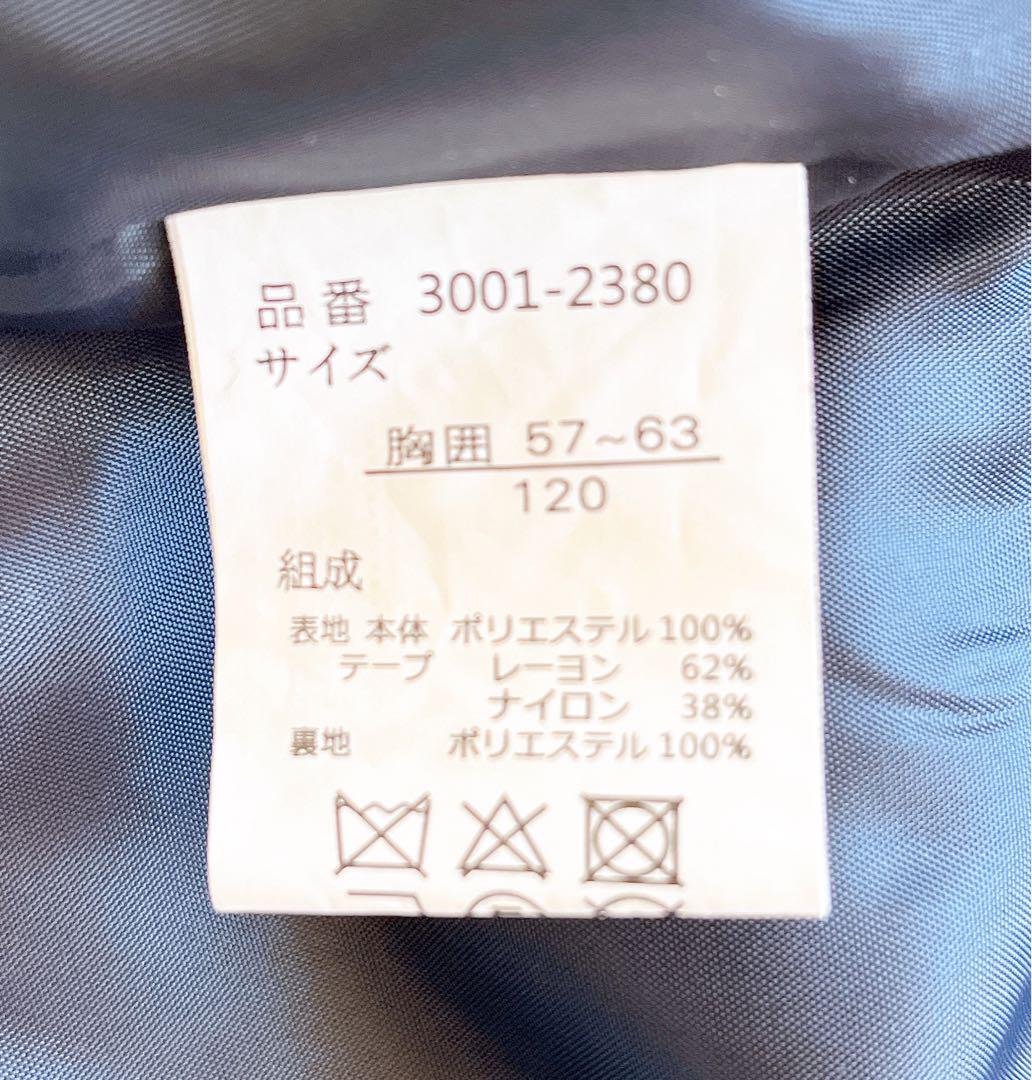 品番 3001-2380
サイズ
胸囲 57~63
120
組成
表地 本体 ポリエステル 100%
テープ レーヨン 62%
ナイロン 38%
裏地 ポリエステル 100%